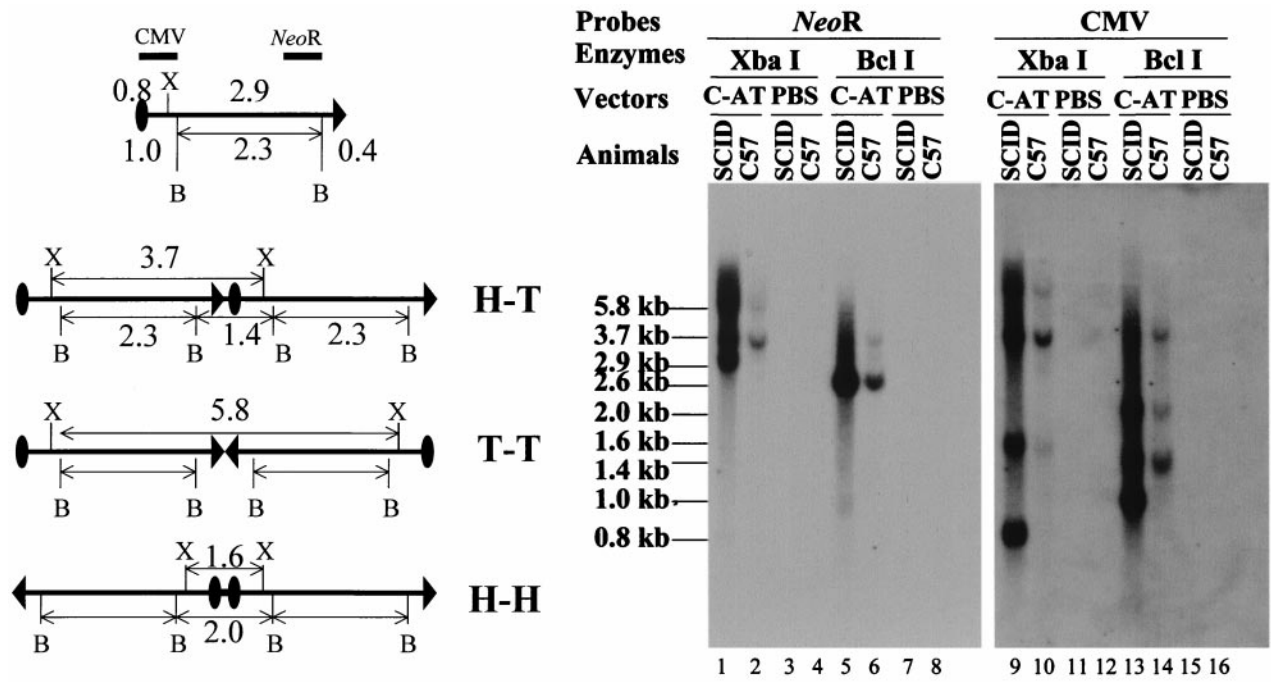 CMV NeoR
0.8 X 2.9
1.0 2.3 0.4
B B
X 3.7 X
H-T
2.3 1.4 2.3
B B B B
X 5.8 X
T-T
B B B B
X 1.6 X
H-H
2.0
B B B B
Probes NeoR CMV
Enzymes Xba I Bcl I Xba I Bcl I
Vectors C-AT PBS C-AT PBS C-AT PBS C-AT PBS
Animals SCID C57 SCID C57 SCID C57 SCID C57 SCID C57 SCID C57 SCID C57 SCID C57
5.8 kb
3.7 kb
2.9 kb
2.6 kb
2.0 kb
1.6 kb
1.4 kb
1.0 kb
0.8 kb
1 2 3 4 5 6 7 8 9 10 11 12 13 14 15 16